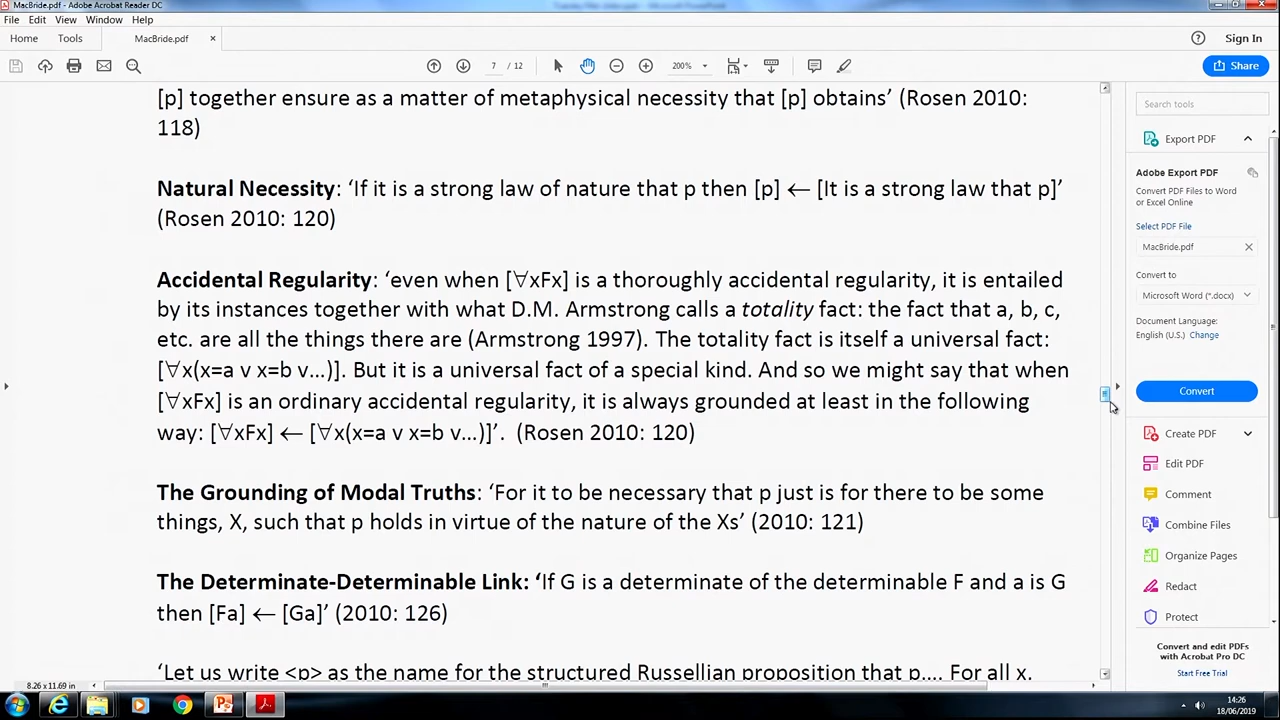 MacBride.pdf - Adobe Acrobat Reader DC
File Edit View Window Help
Home Tools MacBride.pdf × Sign In
7 / 12 200% Share
[p] together ensure as a matter of metaphysical necessity that [p] obtains’ (Rosen 2010:
118)
Natural Necessity: ‘If it is a strong law of nature that p then [p] ← [It is a strong law that p]’
(Rosen 2010: 120)
Accidental Regularity: ‘even when [∀xFx] is a thoroughly accidental regularity, it is entailed
by its instances together with what D.M. Armstrong calls a totality fact: the fact that a, b, c,
etc. are all the things there are (Armstrong 1997). The totality fact is itself a universal fact:
[∀x(x=a v x=b v...)]. But it is a universal fact of a special kind. And so we might say that when
[∀xFx] is an ordinary accidental regularity, it is always grounded at least in the following
way: [∀xFx] ← [∀x(x=a v x=b v...)]’. (Rosen 2010: 120)
The Grounding of Modal Truths: ‘For it to be necessary that p just is for there to be some
things, X, such that p holds in virtue of the nature of the Xs’ (2010: 121)
The Determinate-Determinable Link: ‘If G is a determinate of the determinable F and a is G
then [Fa] ← [Ga]’ (2010: 126)
‘Let us write <p> as the name for the structured Russellian proposition that p.... For all x.
8.26 x 11.69 in
Search tools
Export PDF
Adobe Export PDF
Convert PDF Files to Word
or Excel Online
Select PDF File
MacBride.pdf ×
Convert to
Microsoft Word (*.docx)
Document Language:
English (U.S.) Change
Convert
Create PDF
Edit PDF
Comment
Combine Files
Organize Pages
Redact
Protect
Convert and edit PDFs
with Acrobat Pro DC
Start Free Trial
14:26
18/06/2019